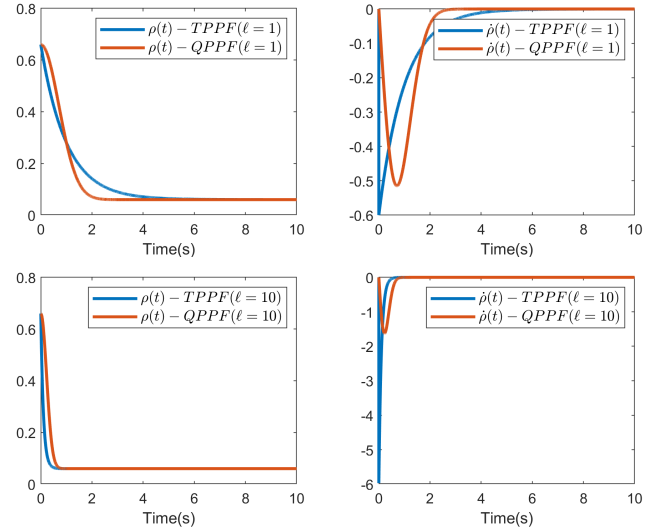 0.8
0.6
0.4
0.2
0
ρ(t) − TPPF(ℓ = 1)
ρ(t) − QPPF(ℓ = 1)
0 2 4 6 8 10
Time(s)
0
-0.1
-0.2
-0.3
-0.4
-0.5
-0.6
ρ̇(t) − TPPF(ℓ = 1)
ρ̇(t) − QPPF(ℓ = 1)
0 2 4 6 8 10
Time(s)
0.8
0.6
0.4
0.2
0
ρ(t) − TPPF(ℓ = 10)
ρ(t) − QPPF(ℓ = 10)
0 2 4 6 8 10
Time(s)
0
-1
-2
-3
-4
-5
-6
ρ̇(t) − TPPF(ℓ = 10)
ρ̇(t) − QPPF(ℓ = 10)
0 2 4 6 8 10
Time(s)